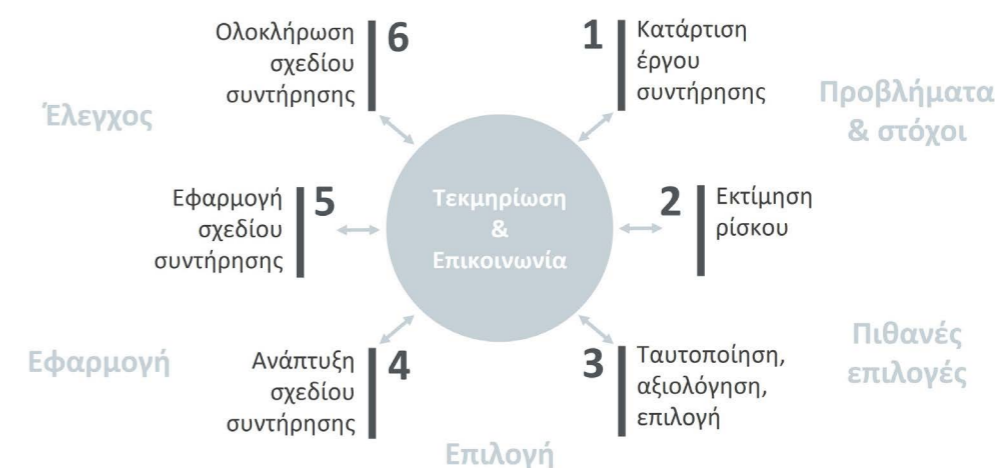 1
Κατάρτιση
έργου
συντήρησης
Προβλήματα
& στόχοι
2
Εκτίμηση
ρίσκου
Πιθανές
επιλογές
3
Ταυτοποίηση,
αξιολόγηση,
επιλογή
Επιλογή
4
Ανάπτυξη
σχεδίου
συντήρησης
Εφαρμογή
5
Εφαρμογή
σχεδίου
συντήρησης
Έλεγχος
6
Ολοκλήρωση
σχεδίου
συντήρησης
Τεκμηρίωση
&
Επικοινωνία